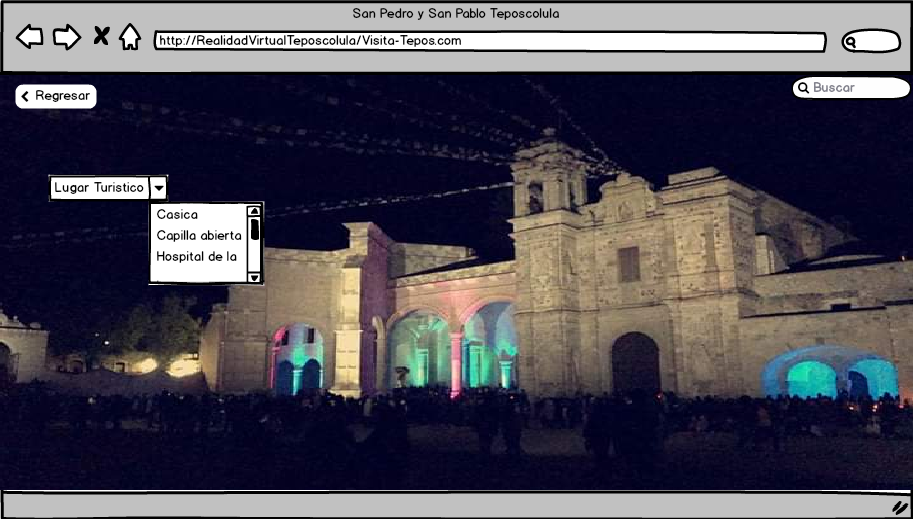 San Pedro y San Pablo Teposcolula
http://RealidadVirtualTeposcolula/Visita-Tepos.com
Regresar
Buscar
Lugar Turistico
Casica
Capilla abierta
Hospital de la